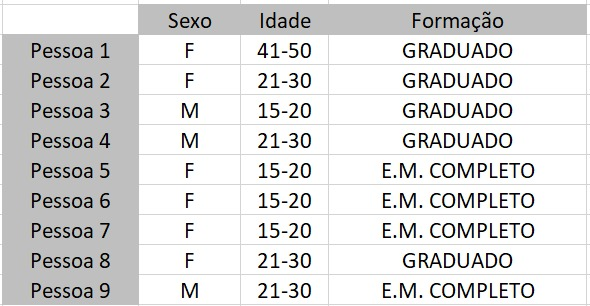 Sexo Idade Formação
Pessoa 1 F 41-50 GRADUADO
Pessoa 2 F 21-30 GRADUADO
Pessoa 3 M 15-20 GRADUADO
Pessoa 4 M 21-30 GRADUADO
Pessoa 5 F 15-20 E.M. COMPLETO
Pessoa 6 F 15-20 E.M. COMPLETO
Pessoa 7 F 15-20 E.M. COMPLETO
Pessoa 8 F 21-30 GRADUADO
Pessoa 9 M 21-30 E.M. COMPLETO